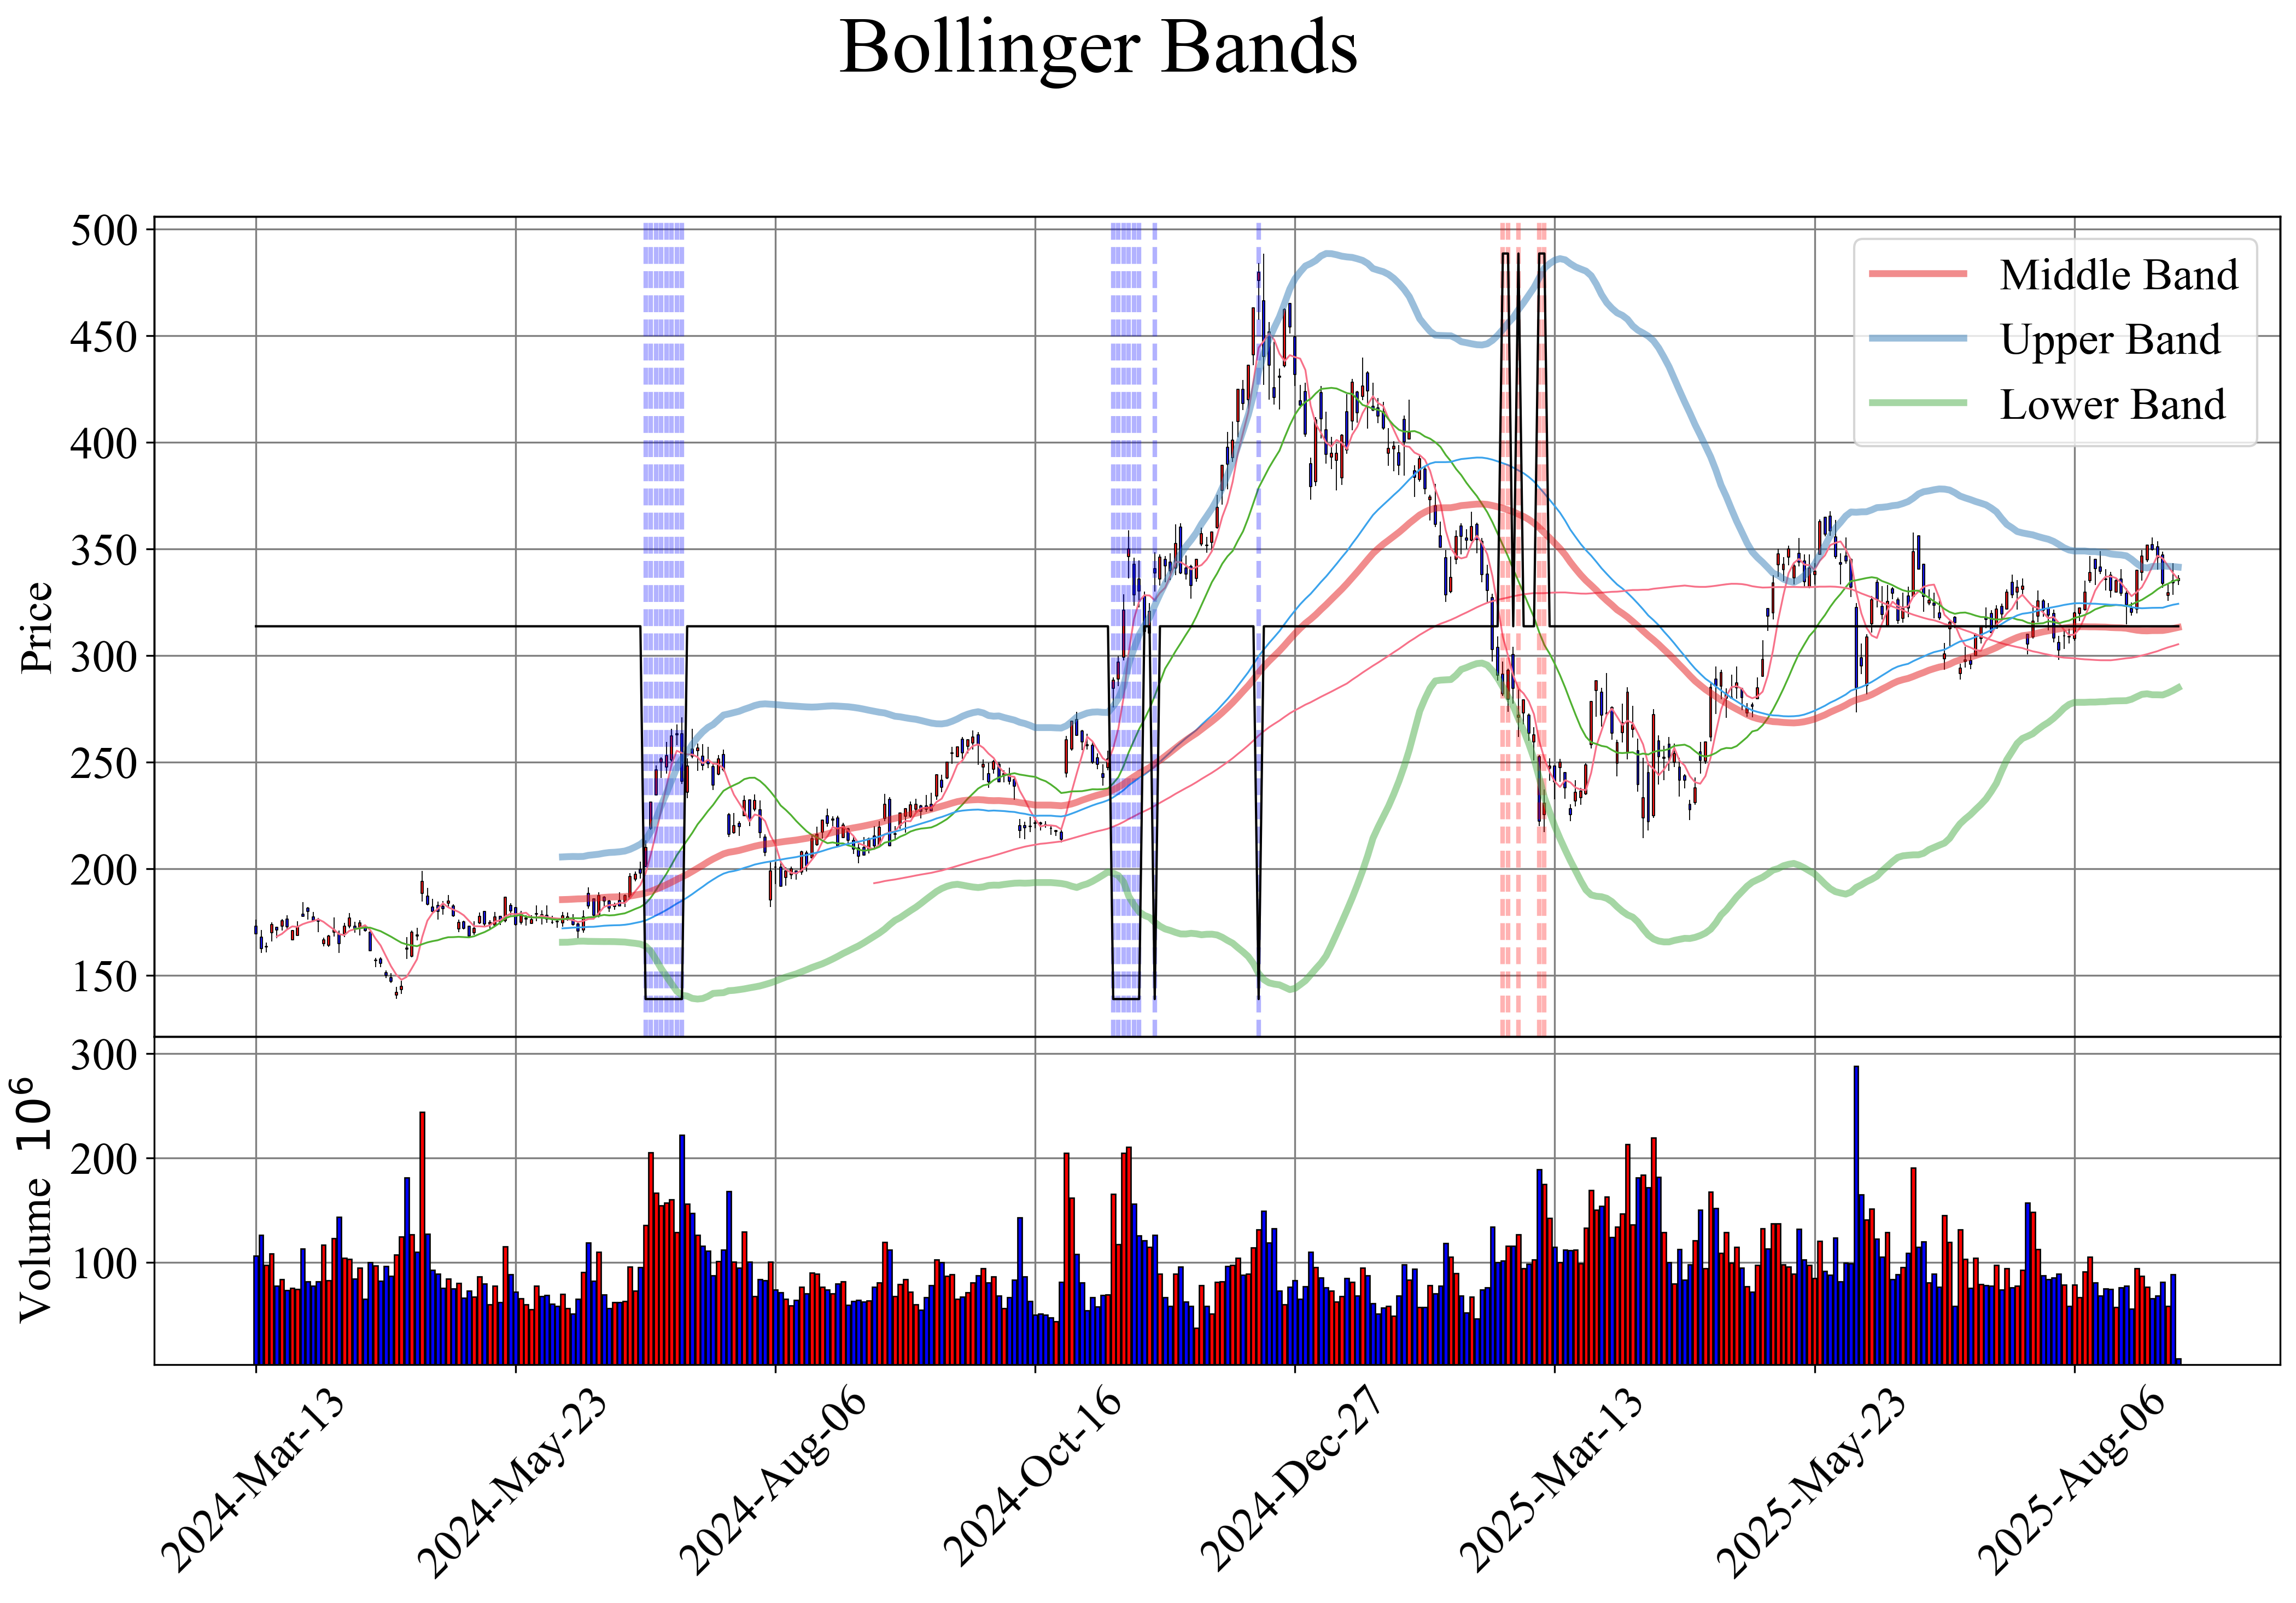 Bollinger Bands
Price
500
450
400
350
300
250
200
150
Middle Band
Upper Band
Lower Band
Volume 10⁶
300
200
100
2024-Mar-13
2024-May-23
2024-Aug-06
2024-Oct-16
2024-Dec-27
2025-Mar-13
2025-May-23
2025-Aug-06